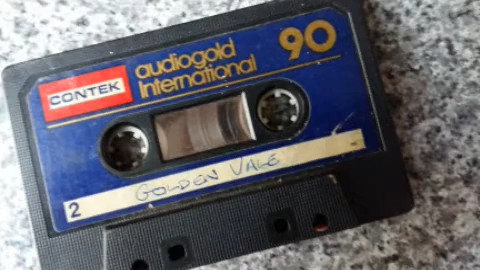 CONTEK
audiogold
International
90
2
GOLDEN VALE